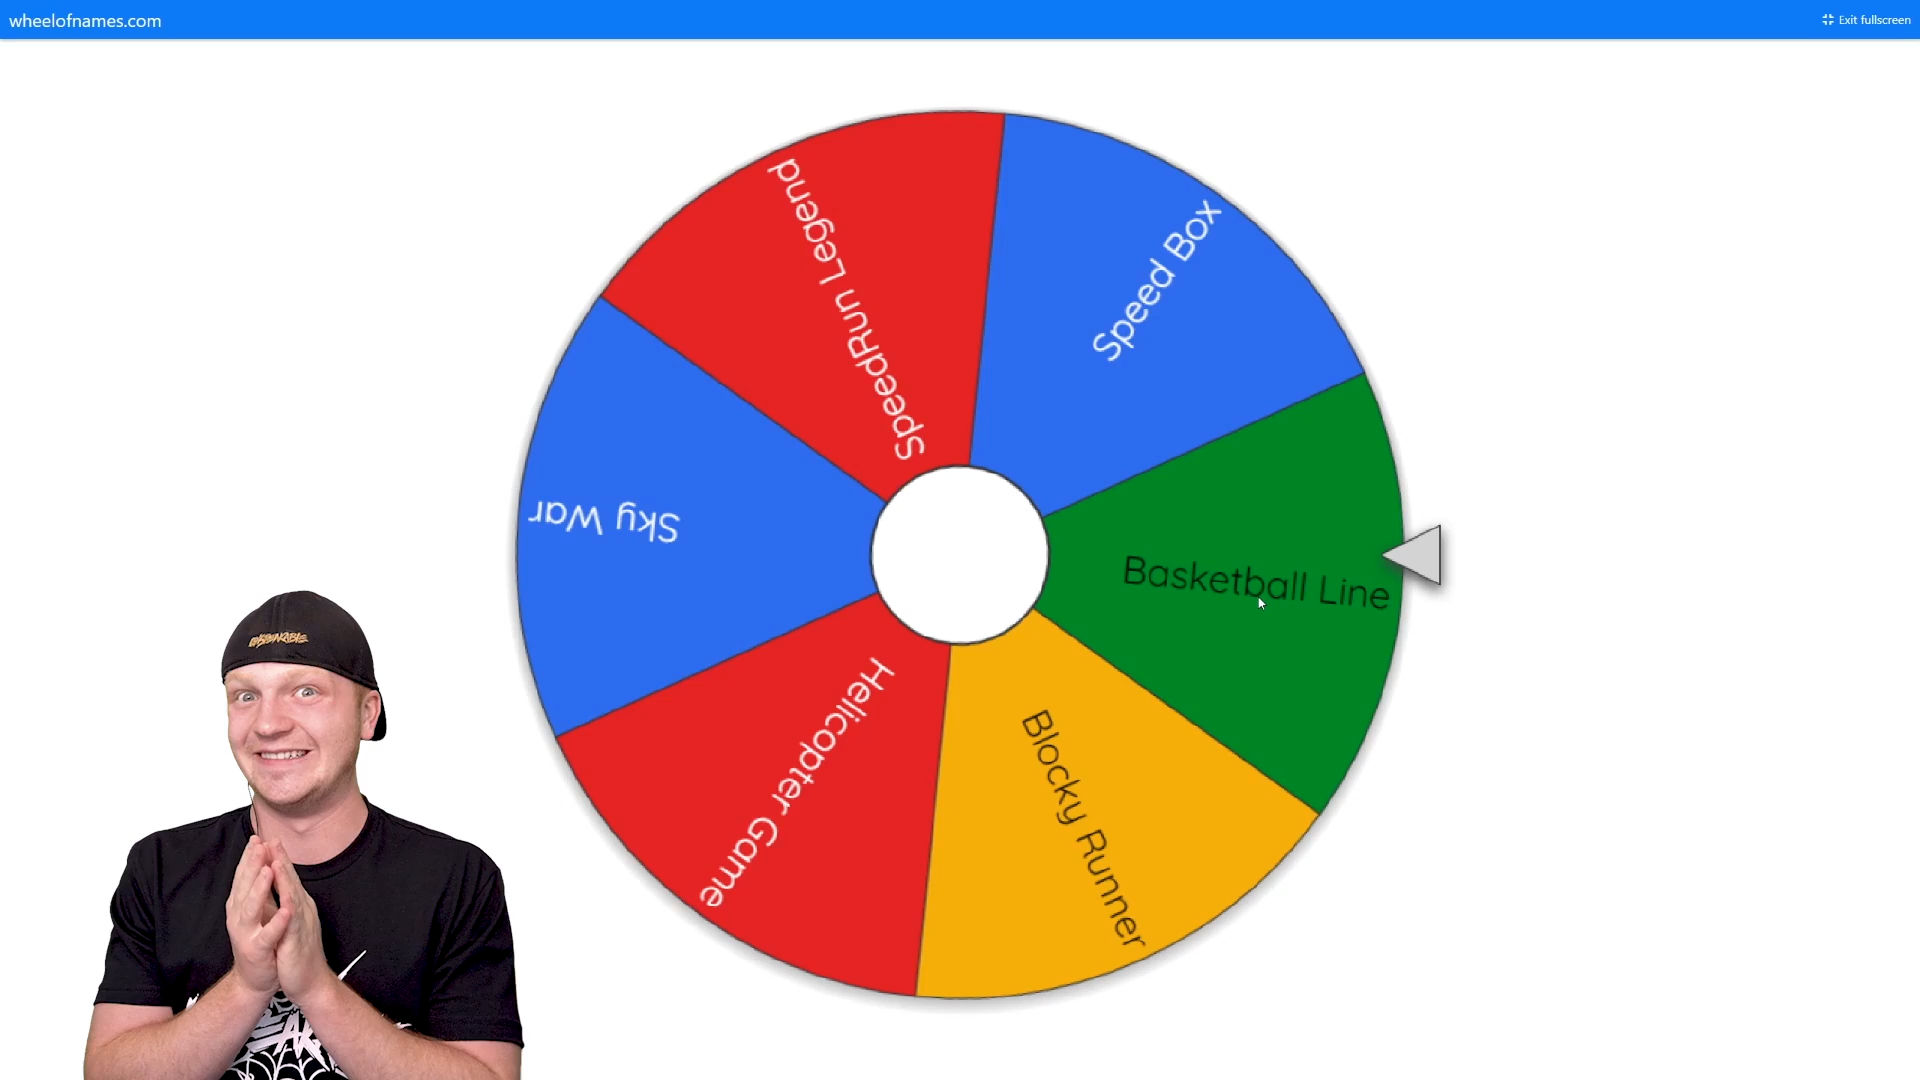 wheelofnames.com
Exit fullscreen
SpeedRun Legend
Speed Box
Sky War
Basketball Line
Helicopter Game
Blocky Runner